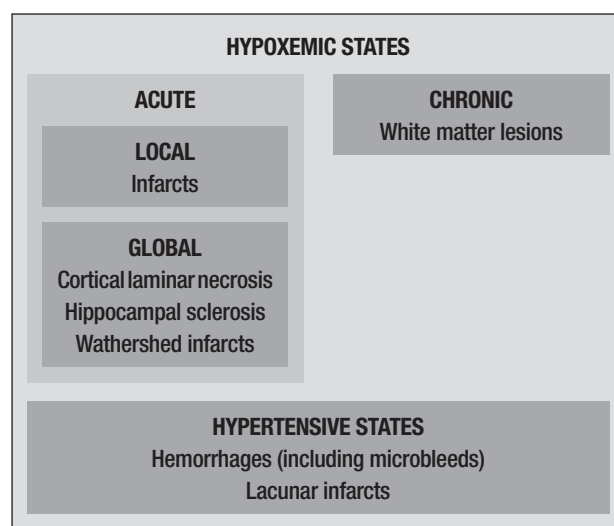 HYPOXEMIC STATES
ACUTE
LOCAL
Infarcts
GLOBAL
Cortical laminar necrosis
Hippocampal sclerosis
Wathershed infarcts
CHRONIC
White matter lesions
HYPERTENSIVE STATES
Hemorrhages (including microbleeds)
Lacunar infarcts